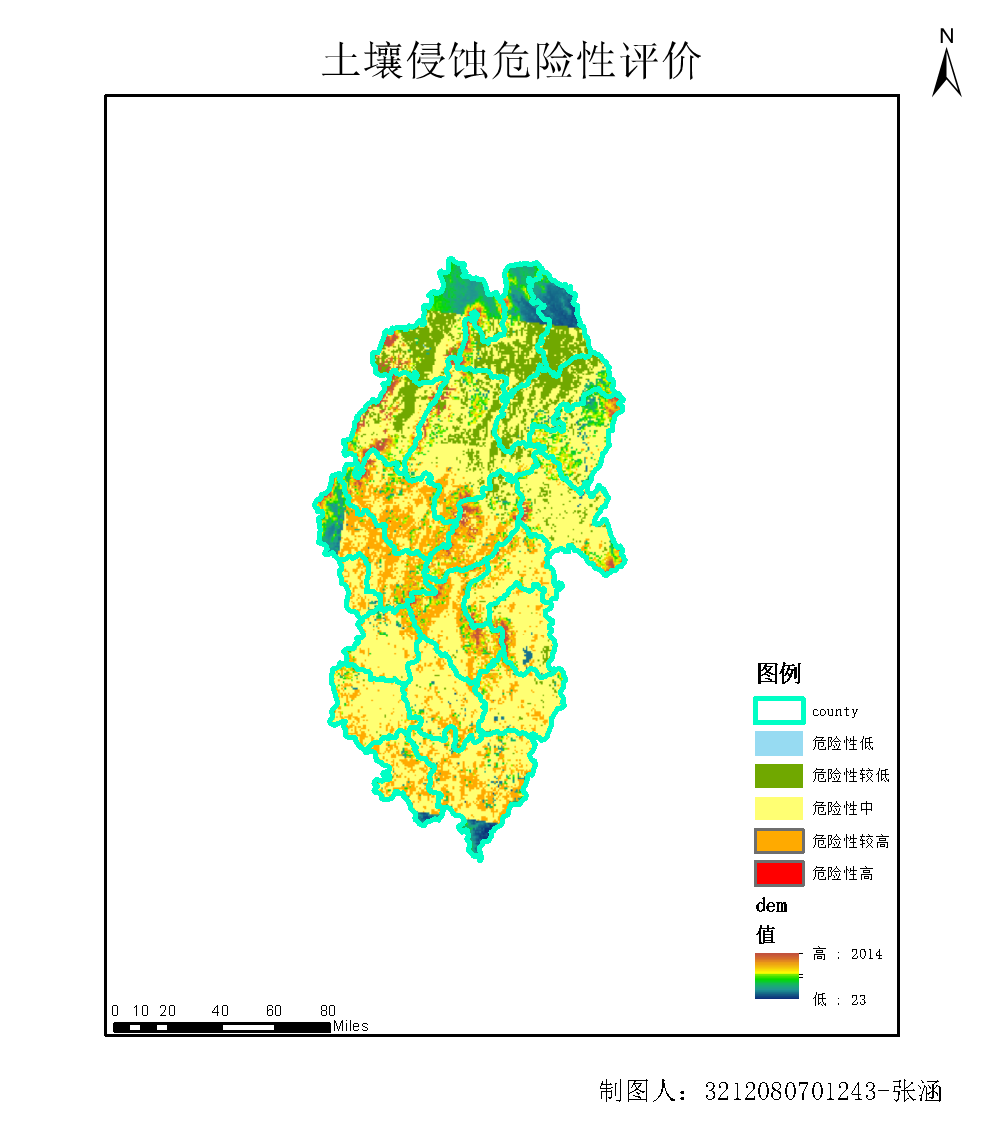 N
土壤侵蚀危险性评价
图例
county
危险性低
危险性较低
危险性中
危险性较高
危险性高
dem
值
高 : 2014
低 : 23
0 10 20 40 60 80
Miles
制图人: 3212080701243-张涵